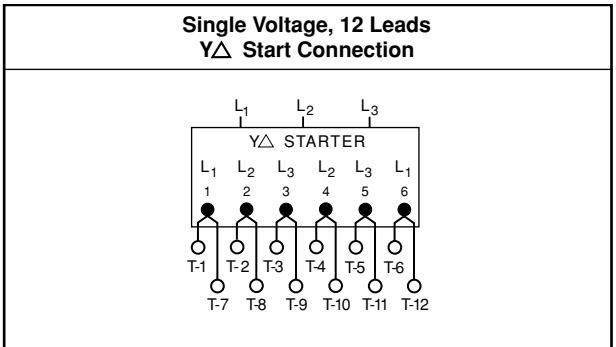 Single Voltage, 12 Leads
Y△ Start Connection
L1 L2 L3
Y△ STARTER
L1 L2 L3 L2 L3 L1
1 2 3 4 5 6
T-1 T-2 T-3 T-4 T-5 T-6
T-7 T-8 T-9 T-10 T-11 T-12